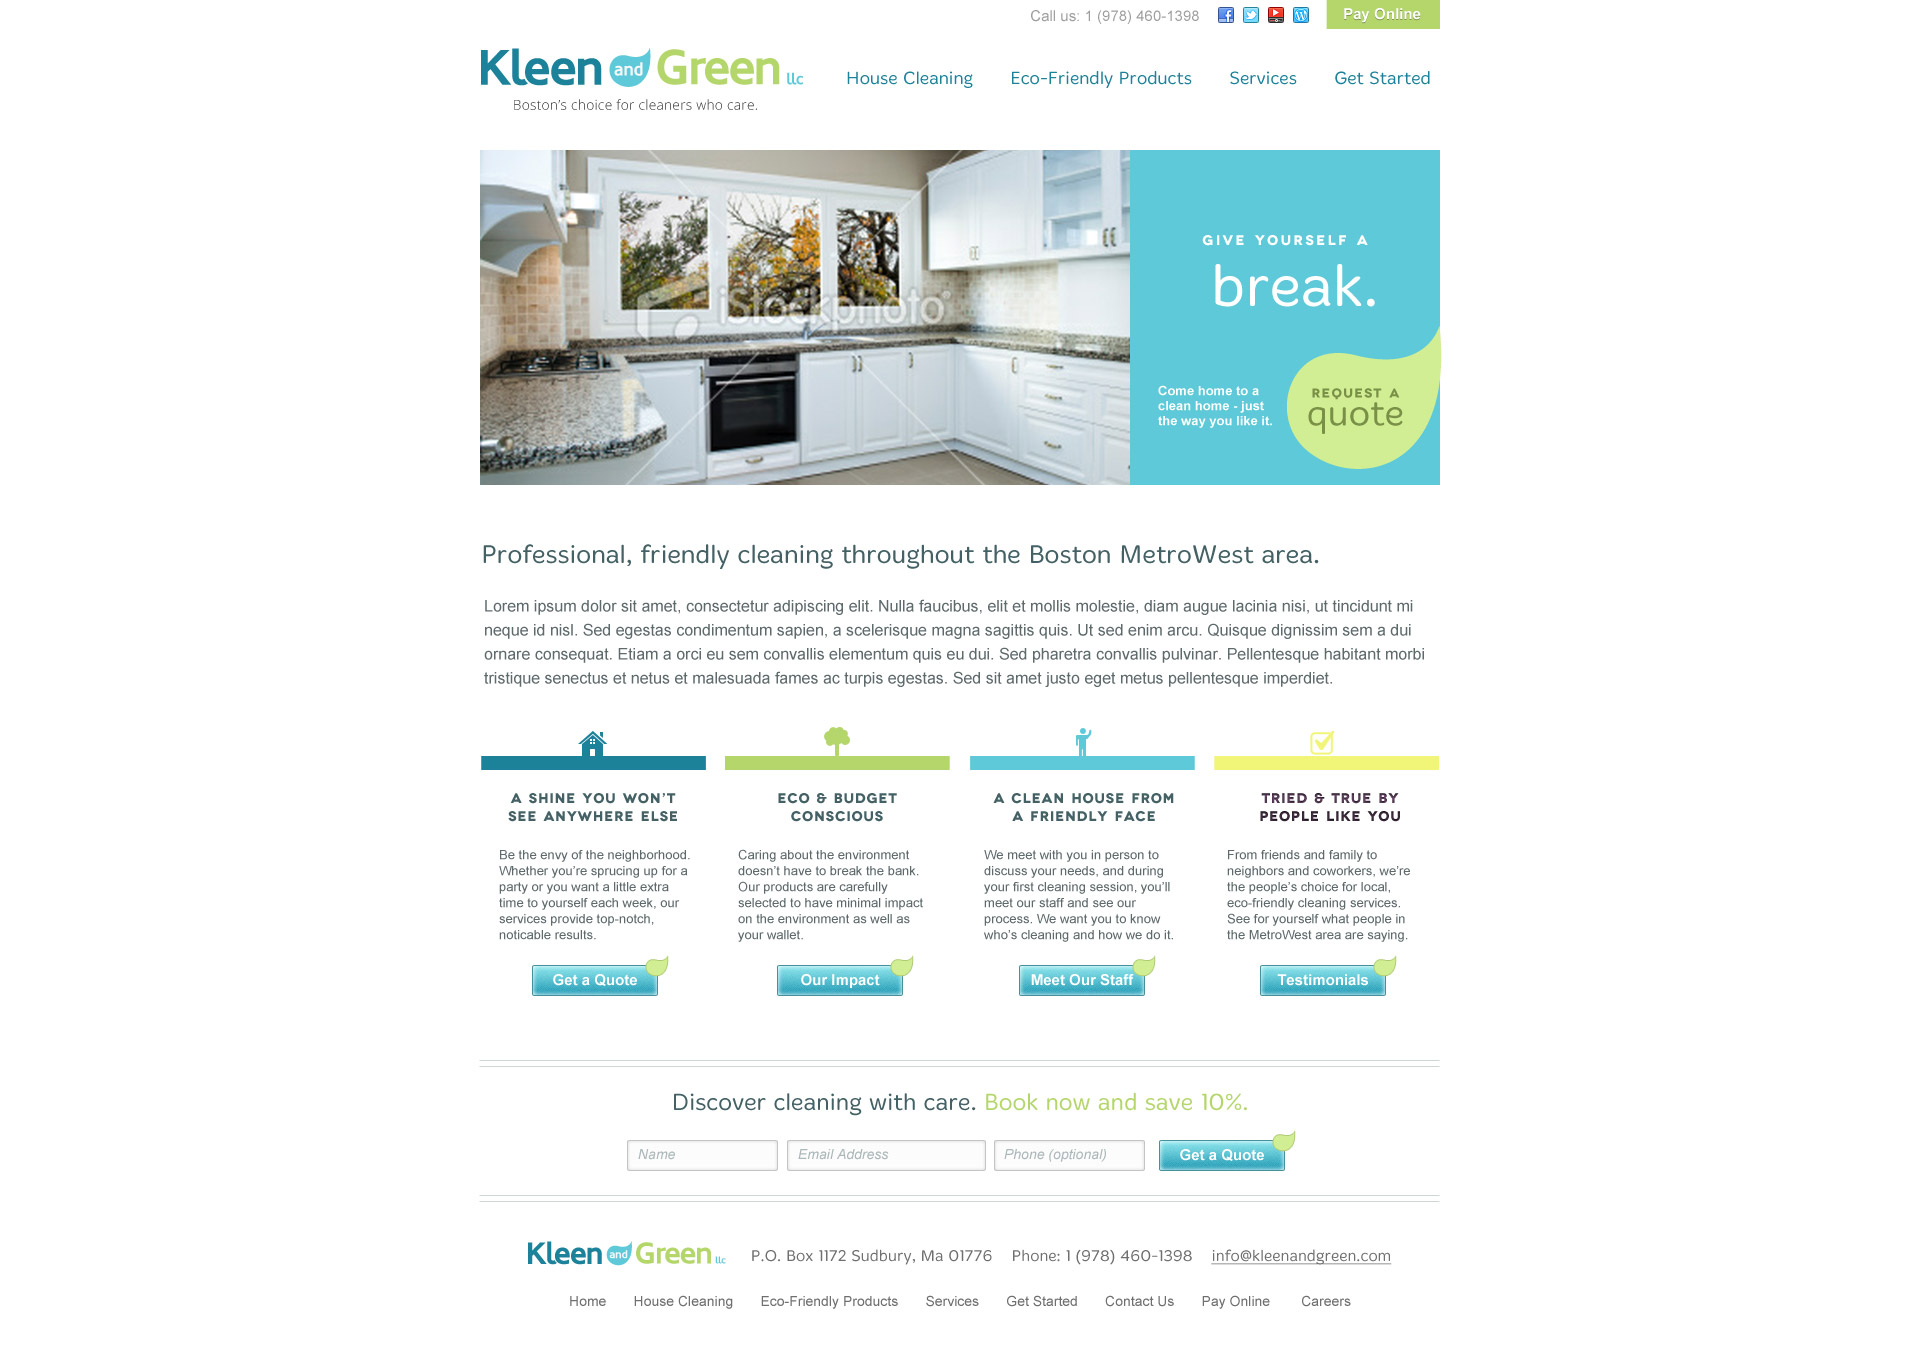 Call us: 1 (978) 460-1398
Pay Online
Kleen and Green llc
Boston's choice for cleaners who care.
House Cleaning
Eco-Friendly Products
Services
Get Started
iStockphoto
GIVE YOURSELF A
break.
Come home to a
clean home - just
the way you like it.
REQUEST A
quote
Professional, friendly cleaning throughout the Boston MetroWest area.
Lorem ipsum dolor sit amet, consectetur adipiscing elit. Nulla faucibus, elit et mollis molestie, diam augue lacinia nisi, ut tincidunt mi
neque id nisl. Sed egestas condimentum sapien, a scelerisque magna sagittis quis. Ut sed enim arcu. Quisque dignissim sem a dui
ornare consequat. Etiam a orci eu sem convallis elementum quis eu dui. Sed pharetra convallis pulvinar. Pellentesque habitant morbi
tristique senectus et netus et malesuada fames ac turpis egestas. Sed sit amet justo eget metus pellentesque imperdiet.
A SHINE YOU WON'T
SEE ANYWHERE ELSE
Be the envy of the neighborhood.
Whether you're sprucing up for a
party or you want a little extra
time to yourself each week, our
services provide top-notch,
noticable results.
Get a Quote
ECO & BUDGET
CONSCIOUS
Caring about the environment
doesn't have to break the bank.
Our products are carefully
selected to have minimal impact
on the environment as well as
your wallet.
Our Impact
A CLEAN HOUSE FROM
A FRIENDLY FACE
We meet with you in person to
discuss your needs, and during
your first cleaning session, you'll
meet our staff and see our
process. We want you to know
who's cleaning and how we do it.
Meet Our Staff
TRIED & TRUE BY
PEOPLE LIKE YOU
From friends and family to
neighbors and coworkers, we're
the people's choice for local,
eco-friendly cleaning services.
See for yourself what people in
the MetroWest area are saying.
Testimonials
Discover cleaning with care. Book now and save 10%.
Name
Email Address
Phone (optional)
Get a Quote
Kleen and Green llc
P.O. Box 1172 Sudbury, Ma 01776
Phone: 1 (978) 460-1398
info@kleenandgreen.com
Home
House Cleaning
Eco-Friendly Products
Services
Get Started
Contact Us
Pay Online
Careers